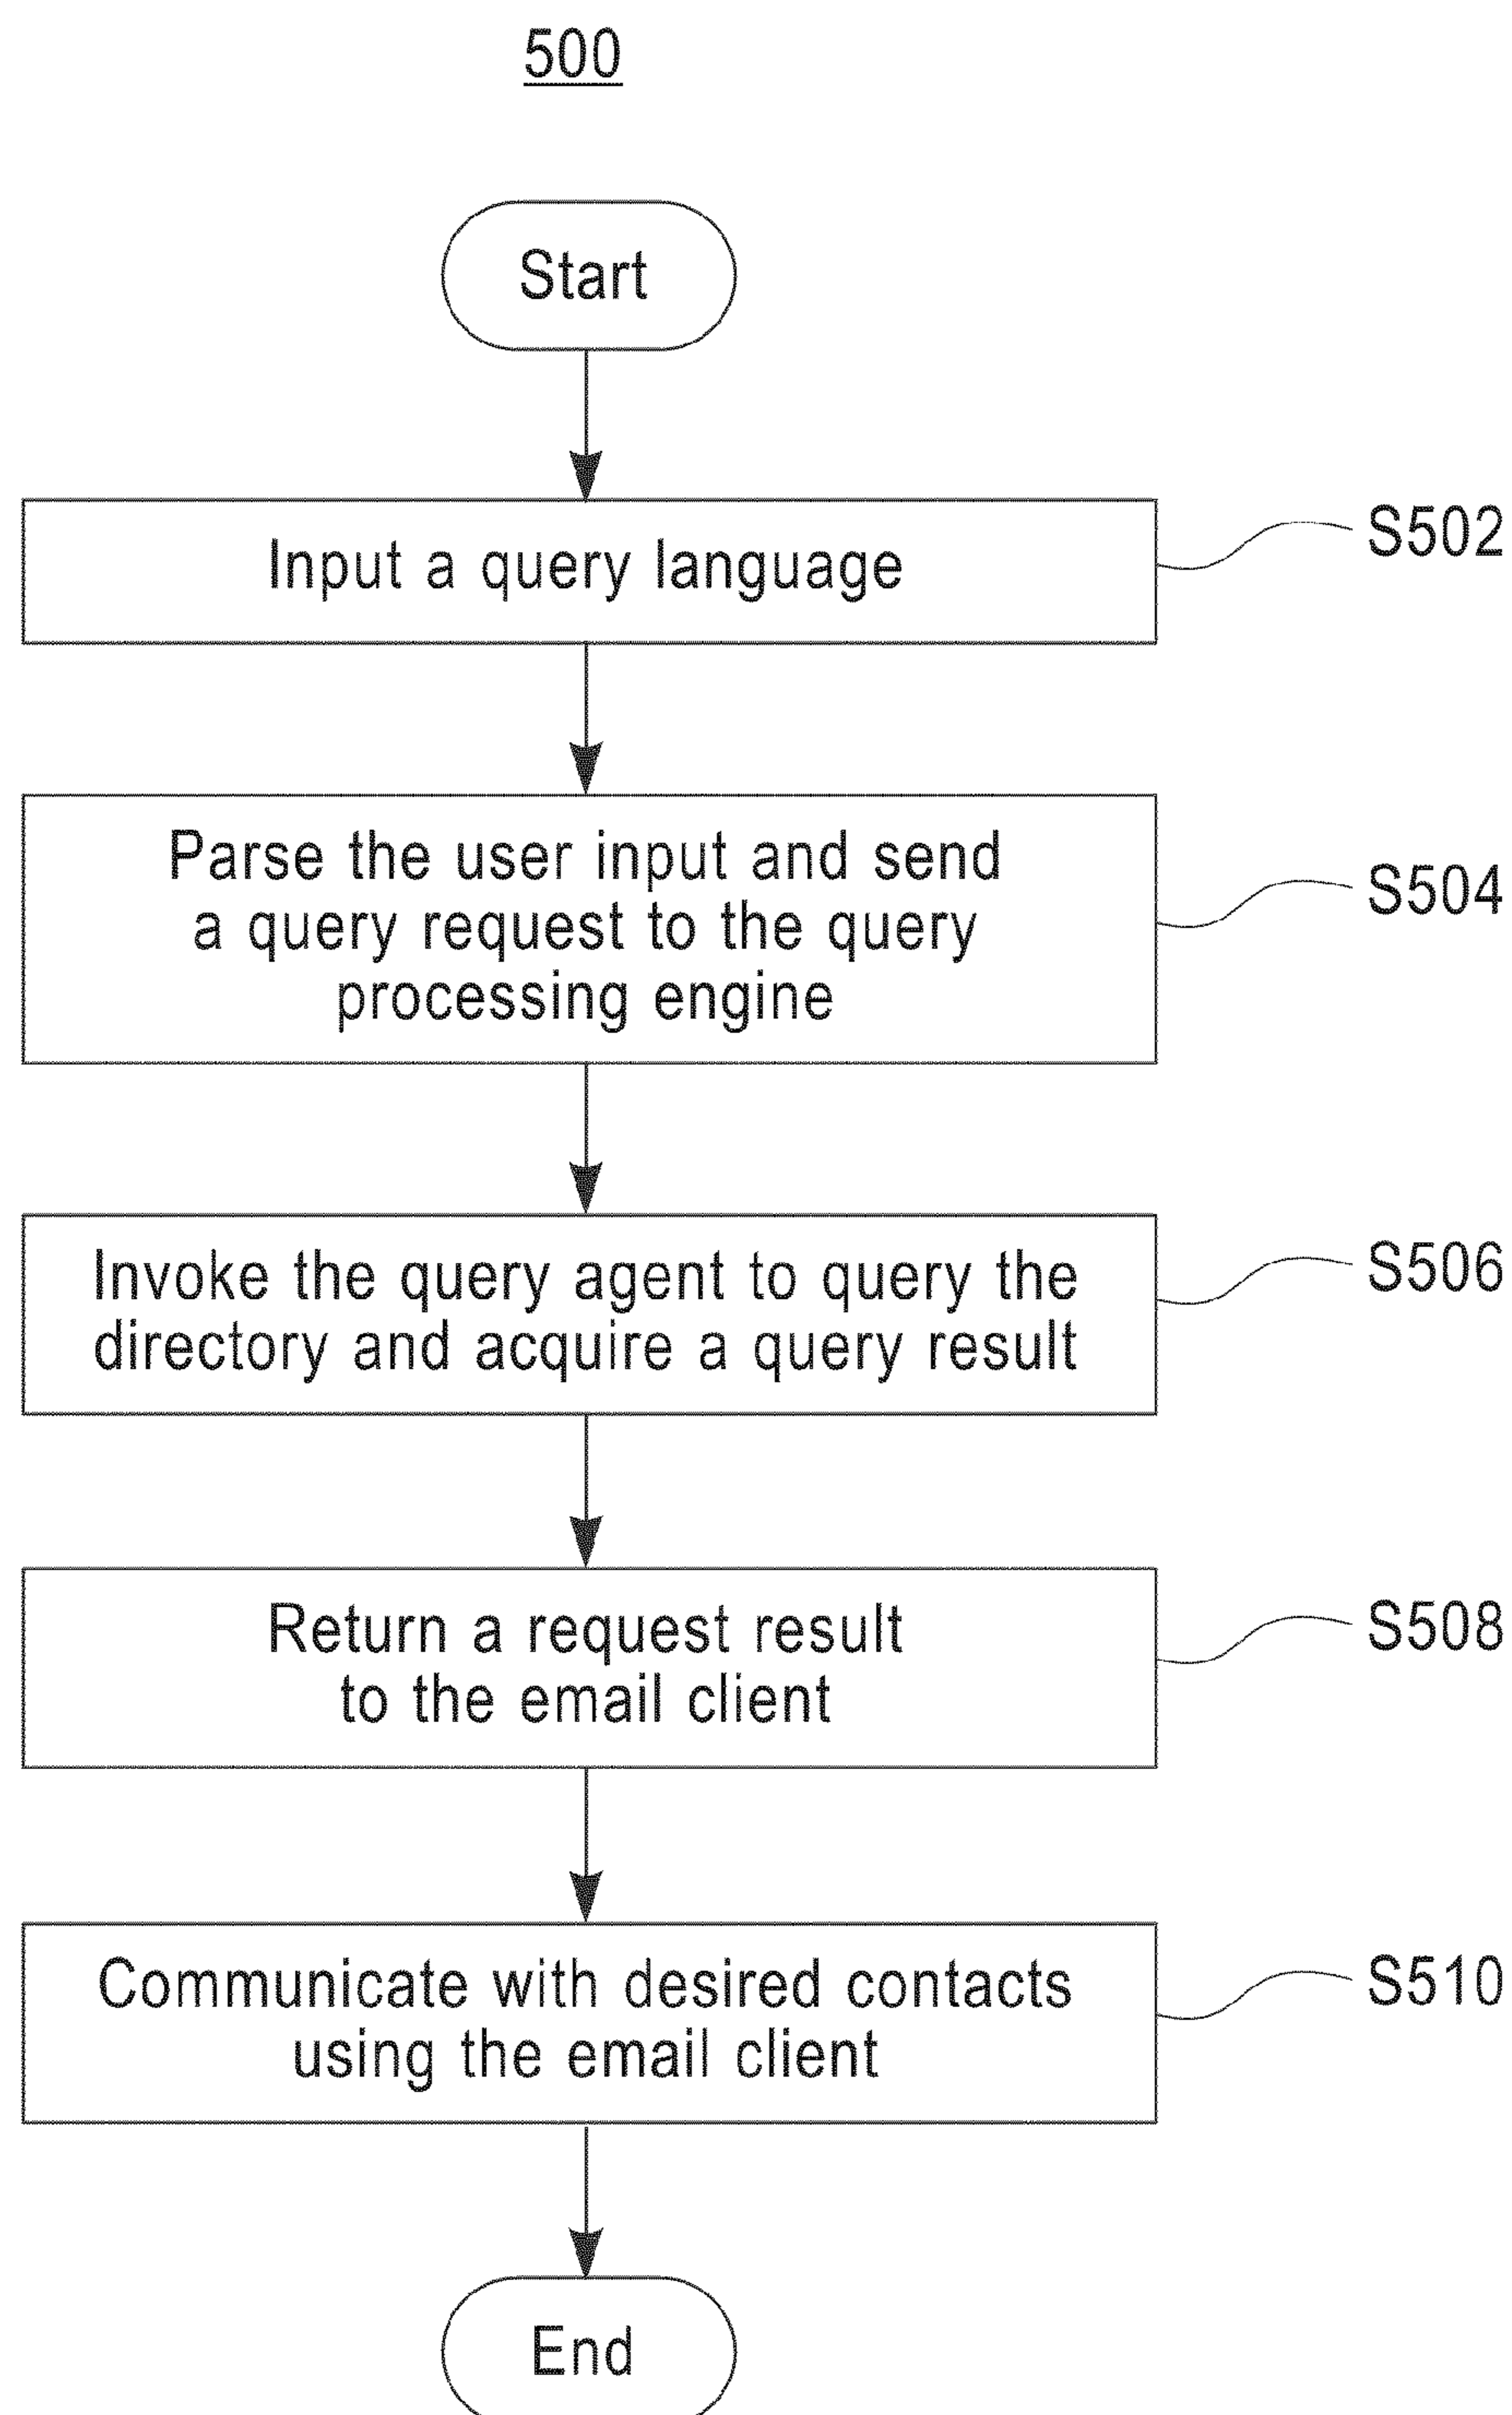 500
Start
Input a query language
S502
Parse the user input and send
a query request to the query
processing engine
S504
Invoke the query agent to query the
directory and acquire a query result
S506
Return a request result
to the email client
S508
Communicate with desired contacts
using the email client
S510
End